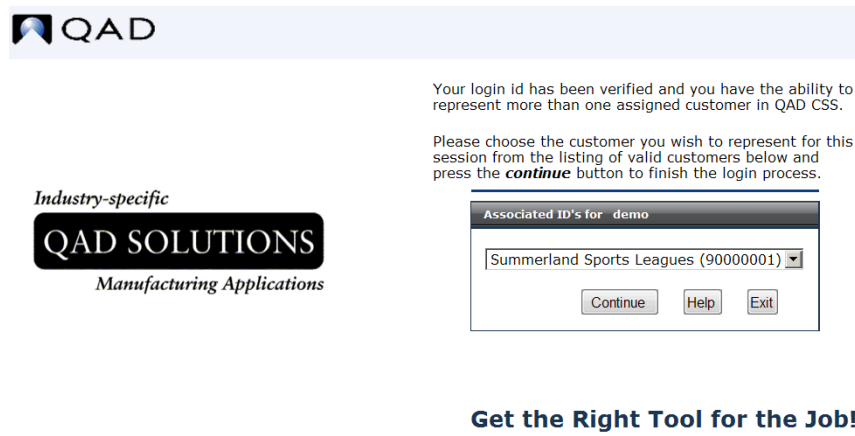 QAD
Your login id has been verified and you have the ability to
represent more than one assigned customer in QAD CSS.
Please choose the customer you wish to represent for this
session from the listing of valid customers below and
press the continue button to finish the login process.
Industry-specific
QAD SOLUTIONS
Manufacturing Applications
Associated ID's for demo
Summerland Sports Leagues (90000001)
Continue Help Exit
Get the Right Tool for the Job!